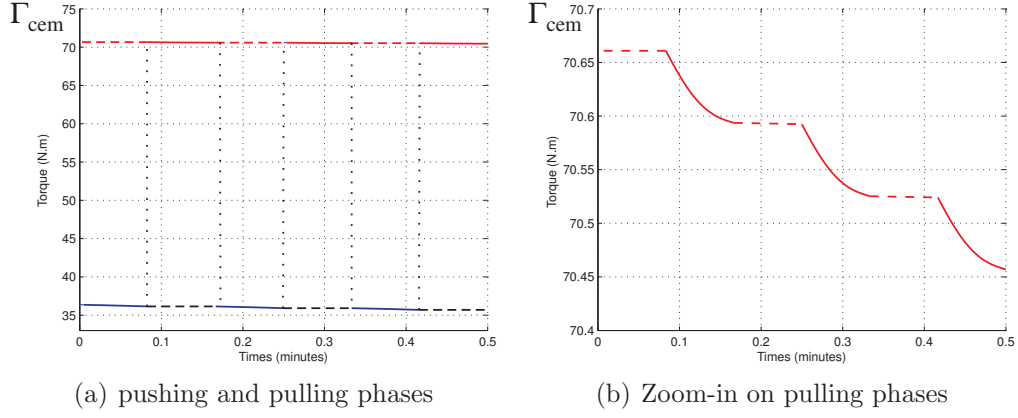 Γcem
75
70
65
60
55
50
45
40
35
Torque (N.m)
0 0.1 0.2 0.3 0.4 0.5
Times (minutes)
(a) pushing and pulling phases
Γcem
70.7
70.65
70.6
70.55
70.5
70.45
70.4
Torque (N.m)
0 0.1 0.2 0.3 0.4 0.5
Times (minutes)
(b) Zoom-in on pulling phases